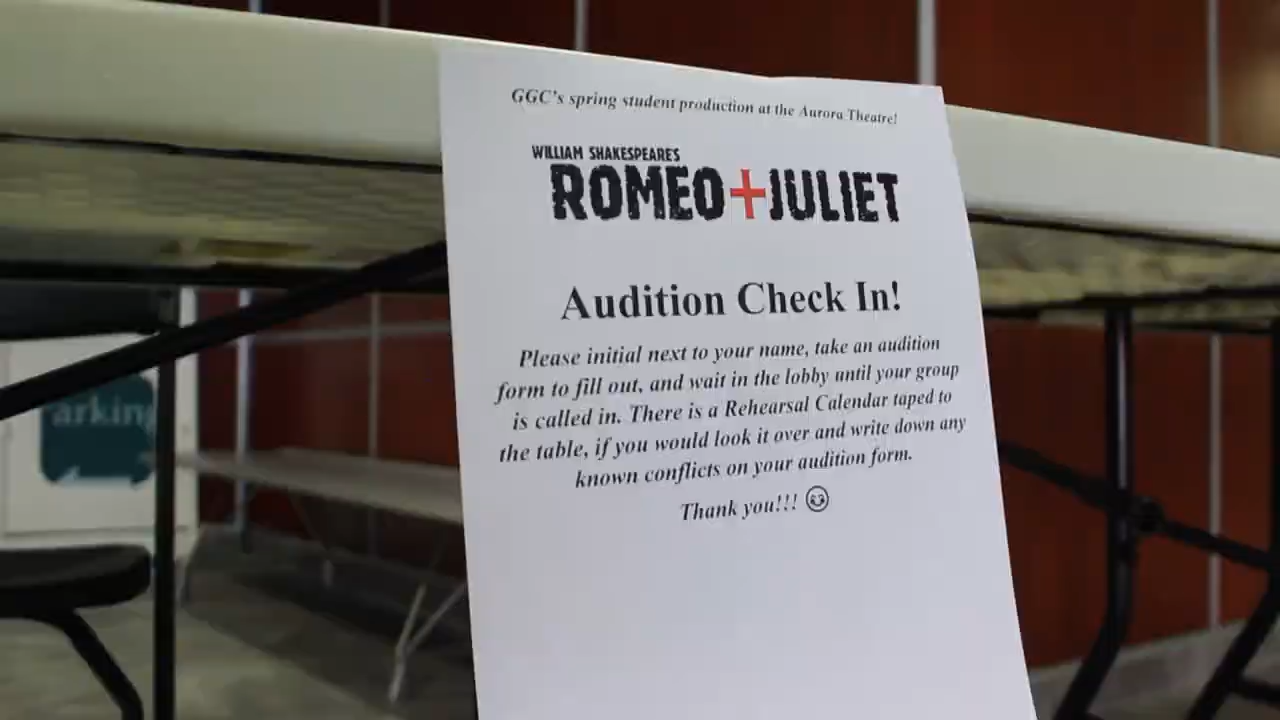 GGC's spring student production at the Aurora Theatre!
WILLIAM SHAKESPEARE'S
ROMEO+JULIET
Audition Check In!
Please initial next to your name, take an audition
form to fill out, and wait in the lobby until your group
is called in. There is a Rehearsal Calendar taped to
the table, if you would look it over and write down any
known conflicts on your audition form.
Thank you!!! ☺
arking